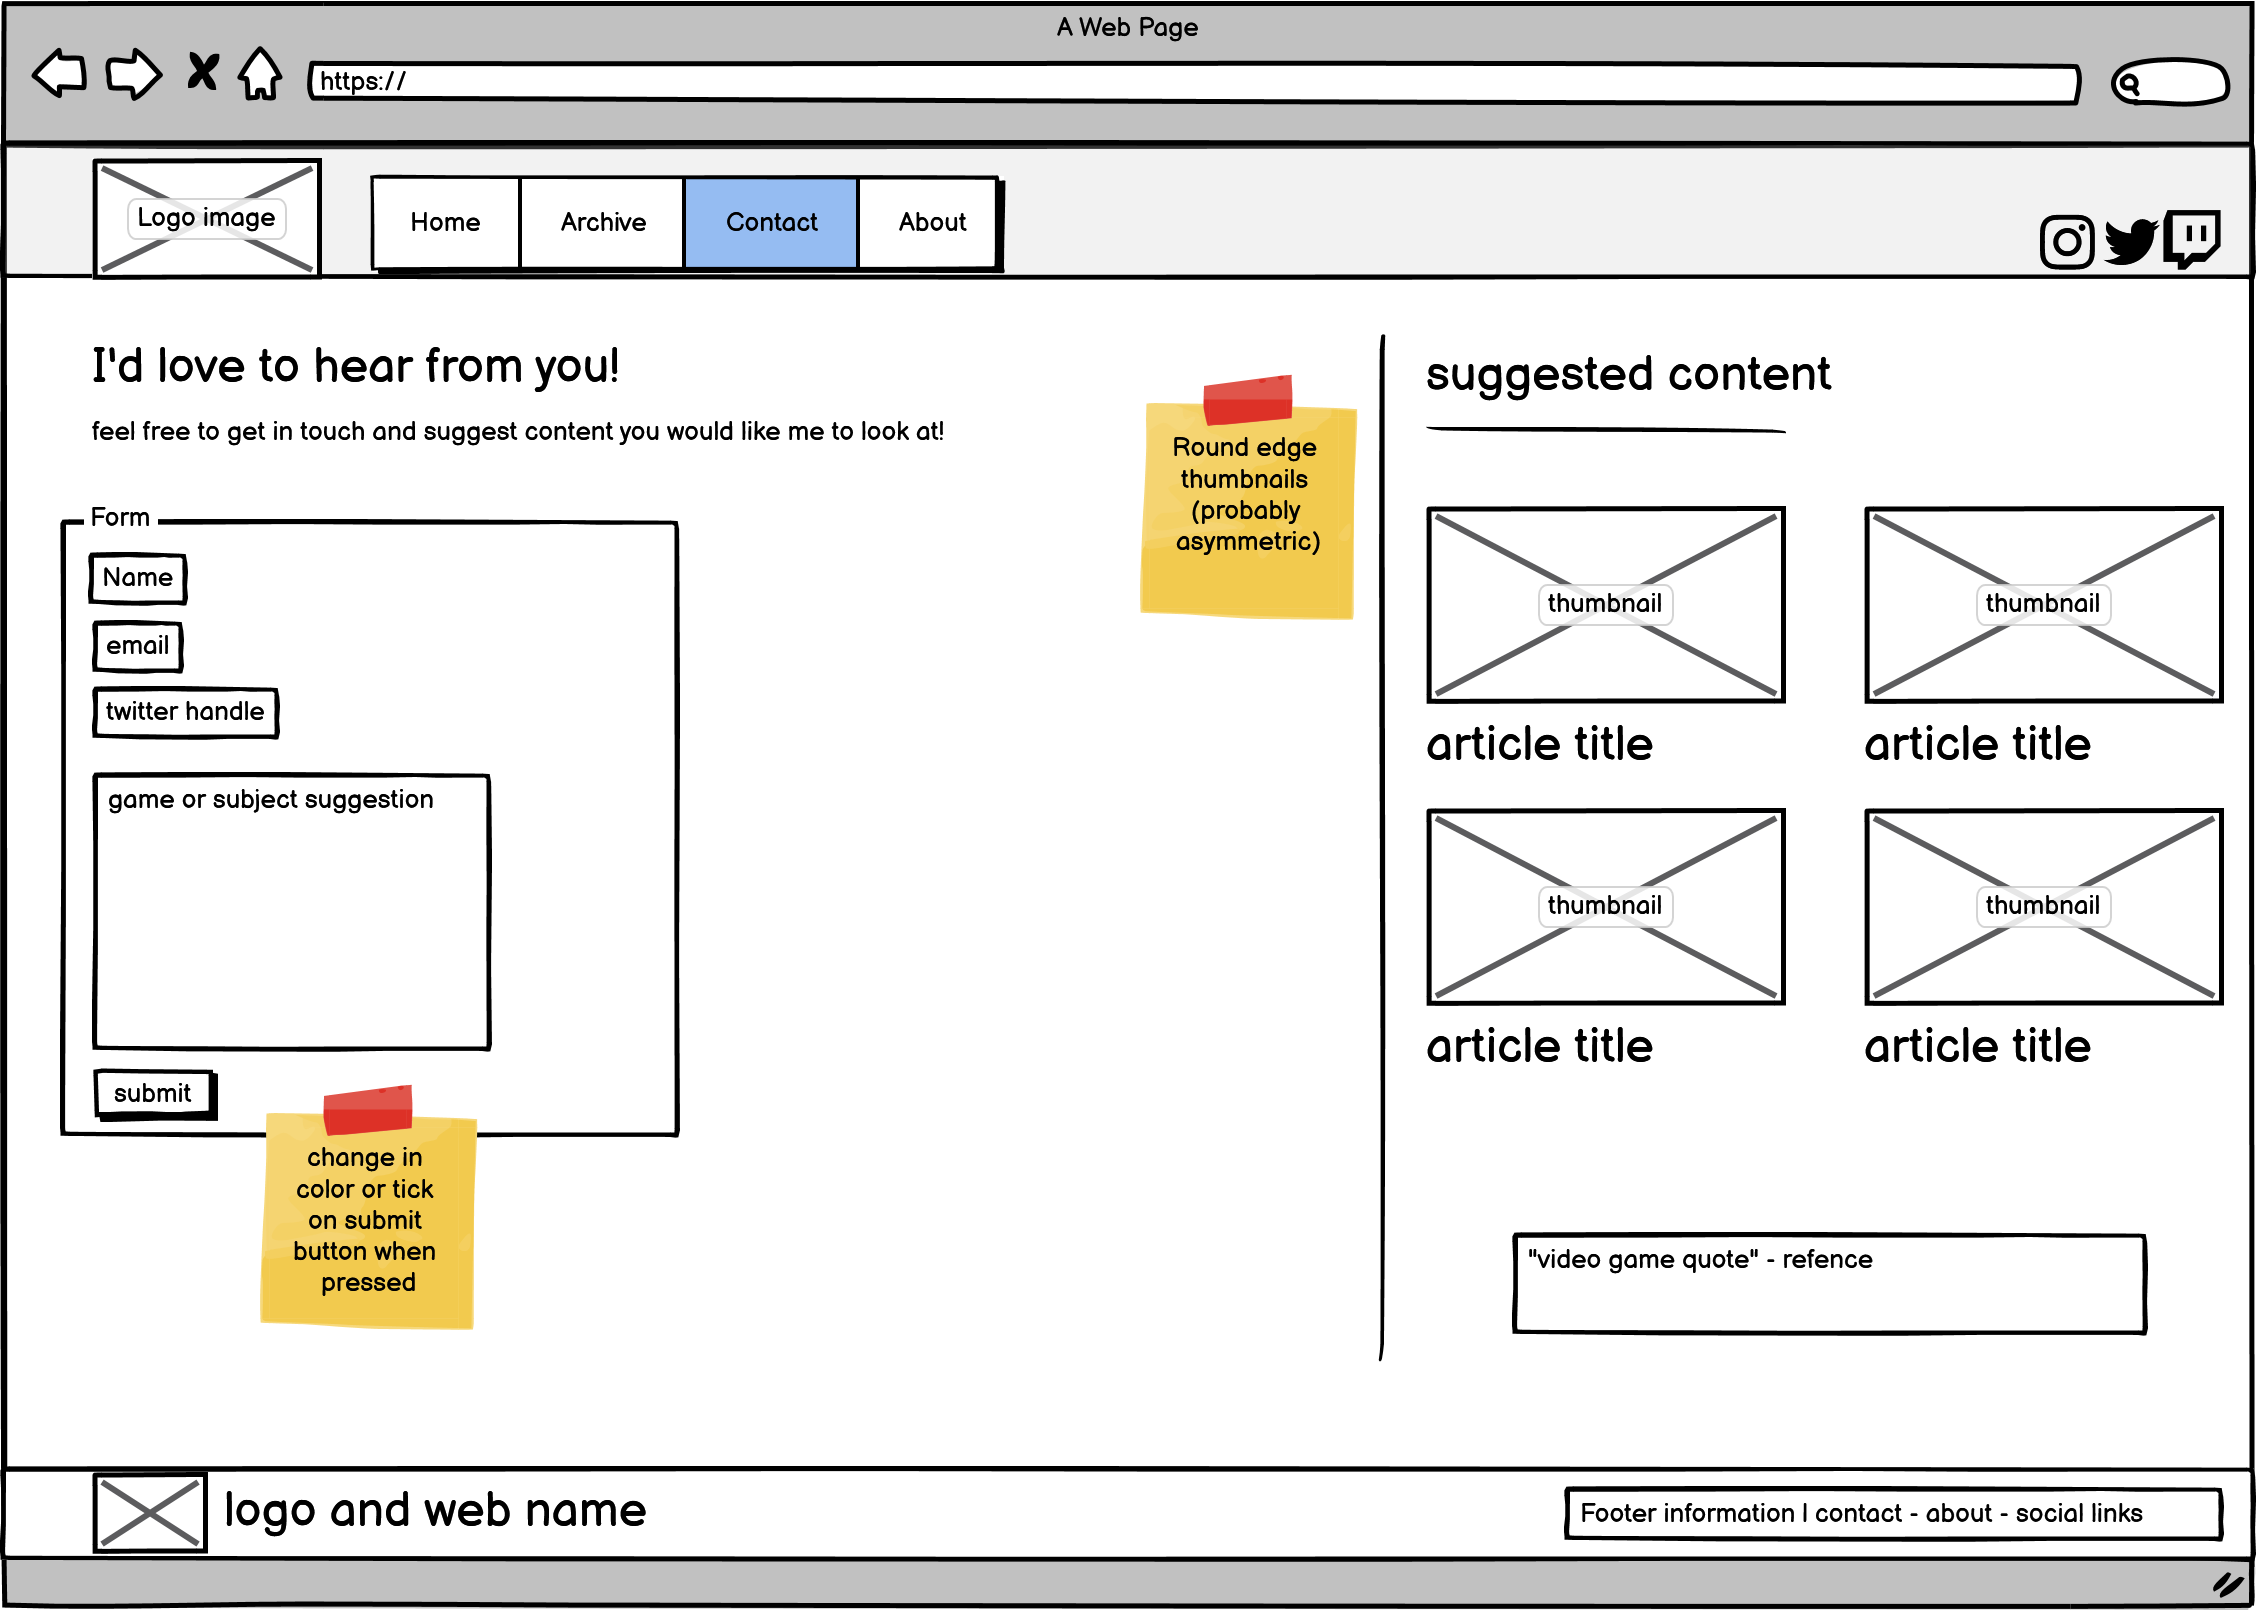 A Web Page
https://
Logo image
Home
Archive
Contact
About
I'd love to hear from you!
feel free to get in touch and suggest content you would like me to look at!
Form
Name
email
twitter handle
game or subject suggestion
submit
change in
color or tick
on submit
button when
pressed
Round edge
thumbnails
(probably
asymmetric)
suggested content
thumbnail
thumbnail
article title
article title
thumbnail
thumbnail
article title
article title
"video game quote" - refence
logo and web name
Footer information | contact - about - social links